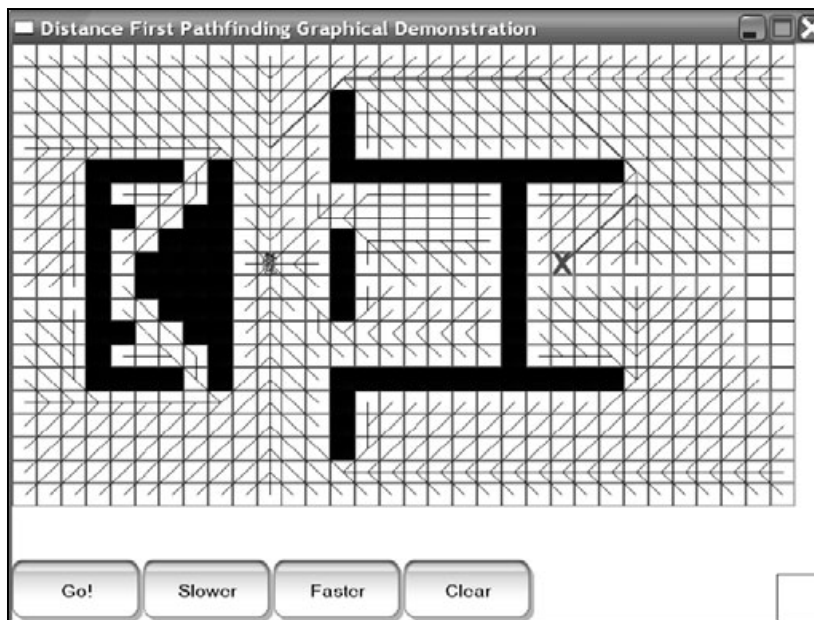 Distance First Pathfinding Graphical Demonstration
X
Go! Slower Faster Clear